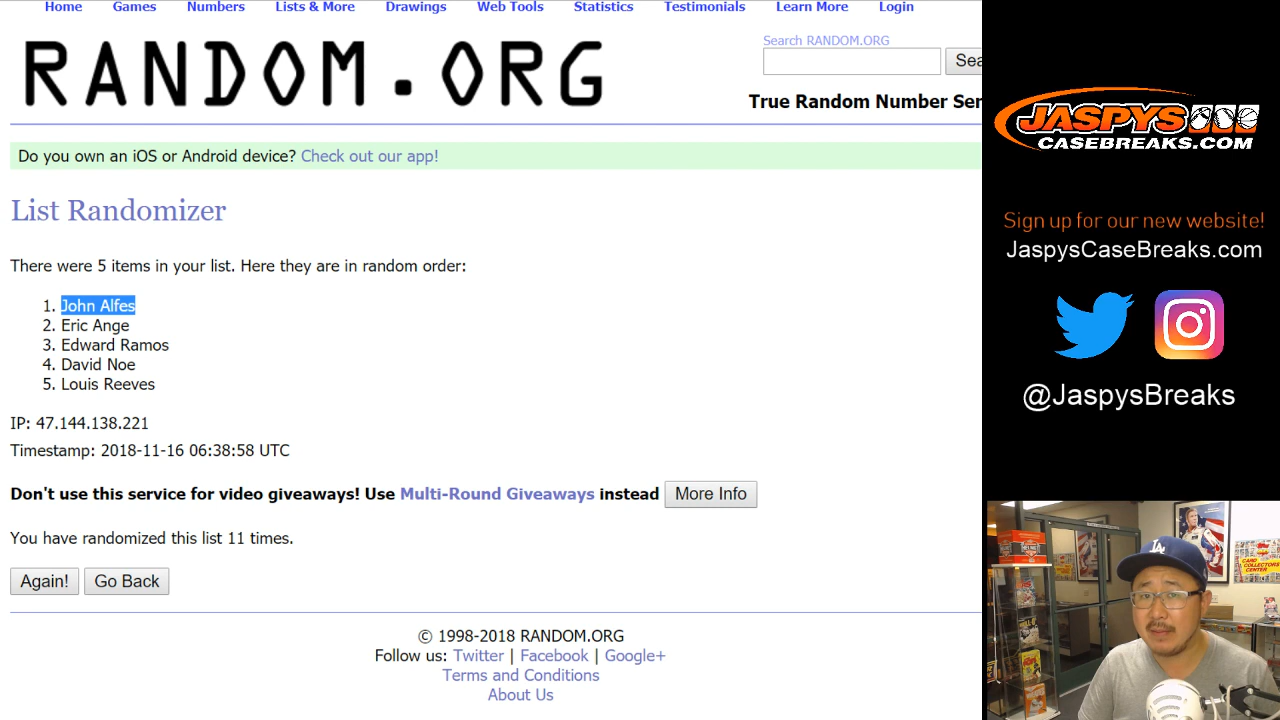 Home Games Numbers Lists & More Drawings Web Tools Statistics Testimonials Learn More Login
RANDOM.ORG
Search RANDOM.ORG
True Random Number
Do you own an iOS or Android device? Check out our app!
List Randomizer
There were 5 items in your list. Here they are in random order:
1. John Alfes
2. Eric Ange
3. Edward Ramos
4. David Noe
5. Louis Reeves
IP: 47.144.138.221
Timestamp: 2018-11-16 06:38:58 UTC
Don't use this service for video giveaways! Use Multi-Round Giveaways instead More Info
You have randomized this list 11 times.
Again! Go Back
© 1998-2018 RANDOM.ORG
Follow us: Twitter | Facebook | Google+
Terms and Conditions
About Us
JASPYS
CASEBREAKS.COM
Sign up for our new website!
JaspysCaseBreaks.com
@JaspysBreaks
CARD
COLLECTORS
CENTER
LA